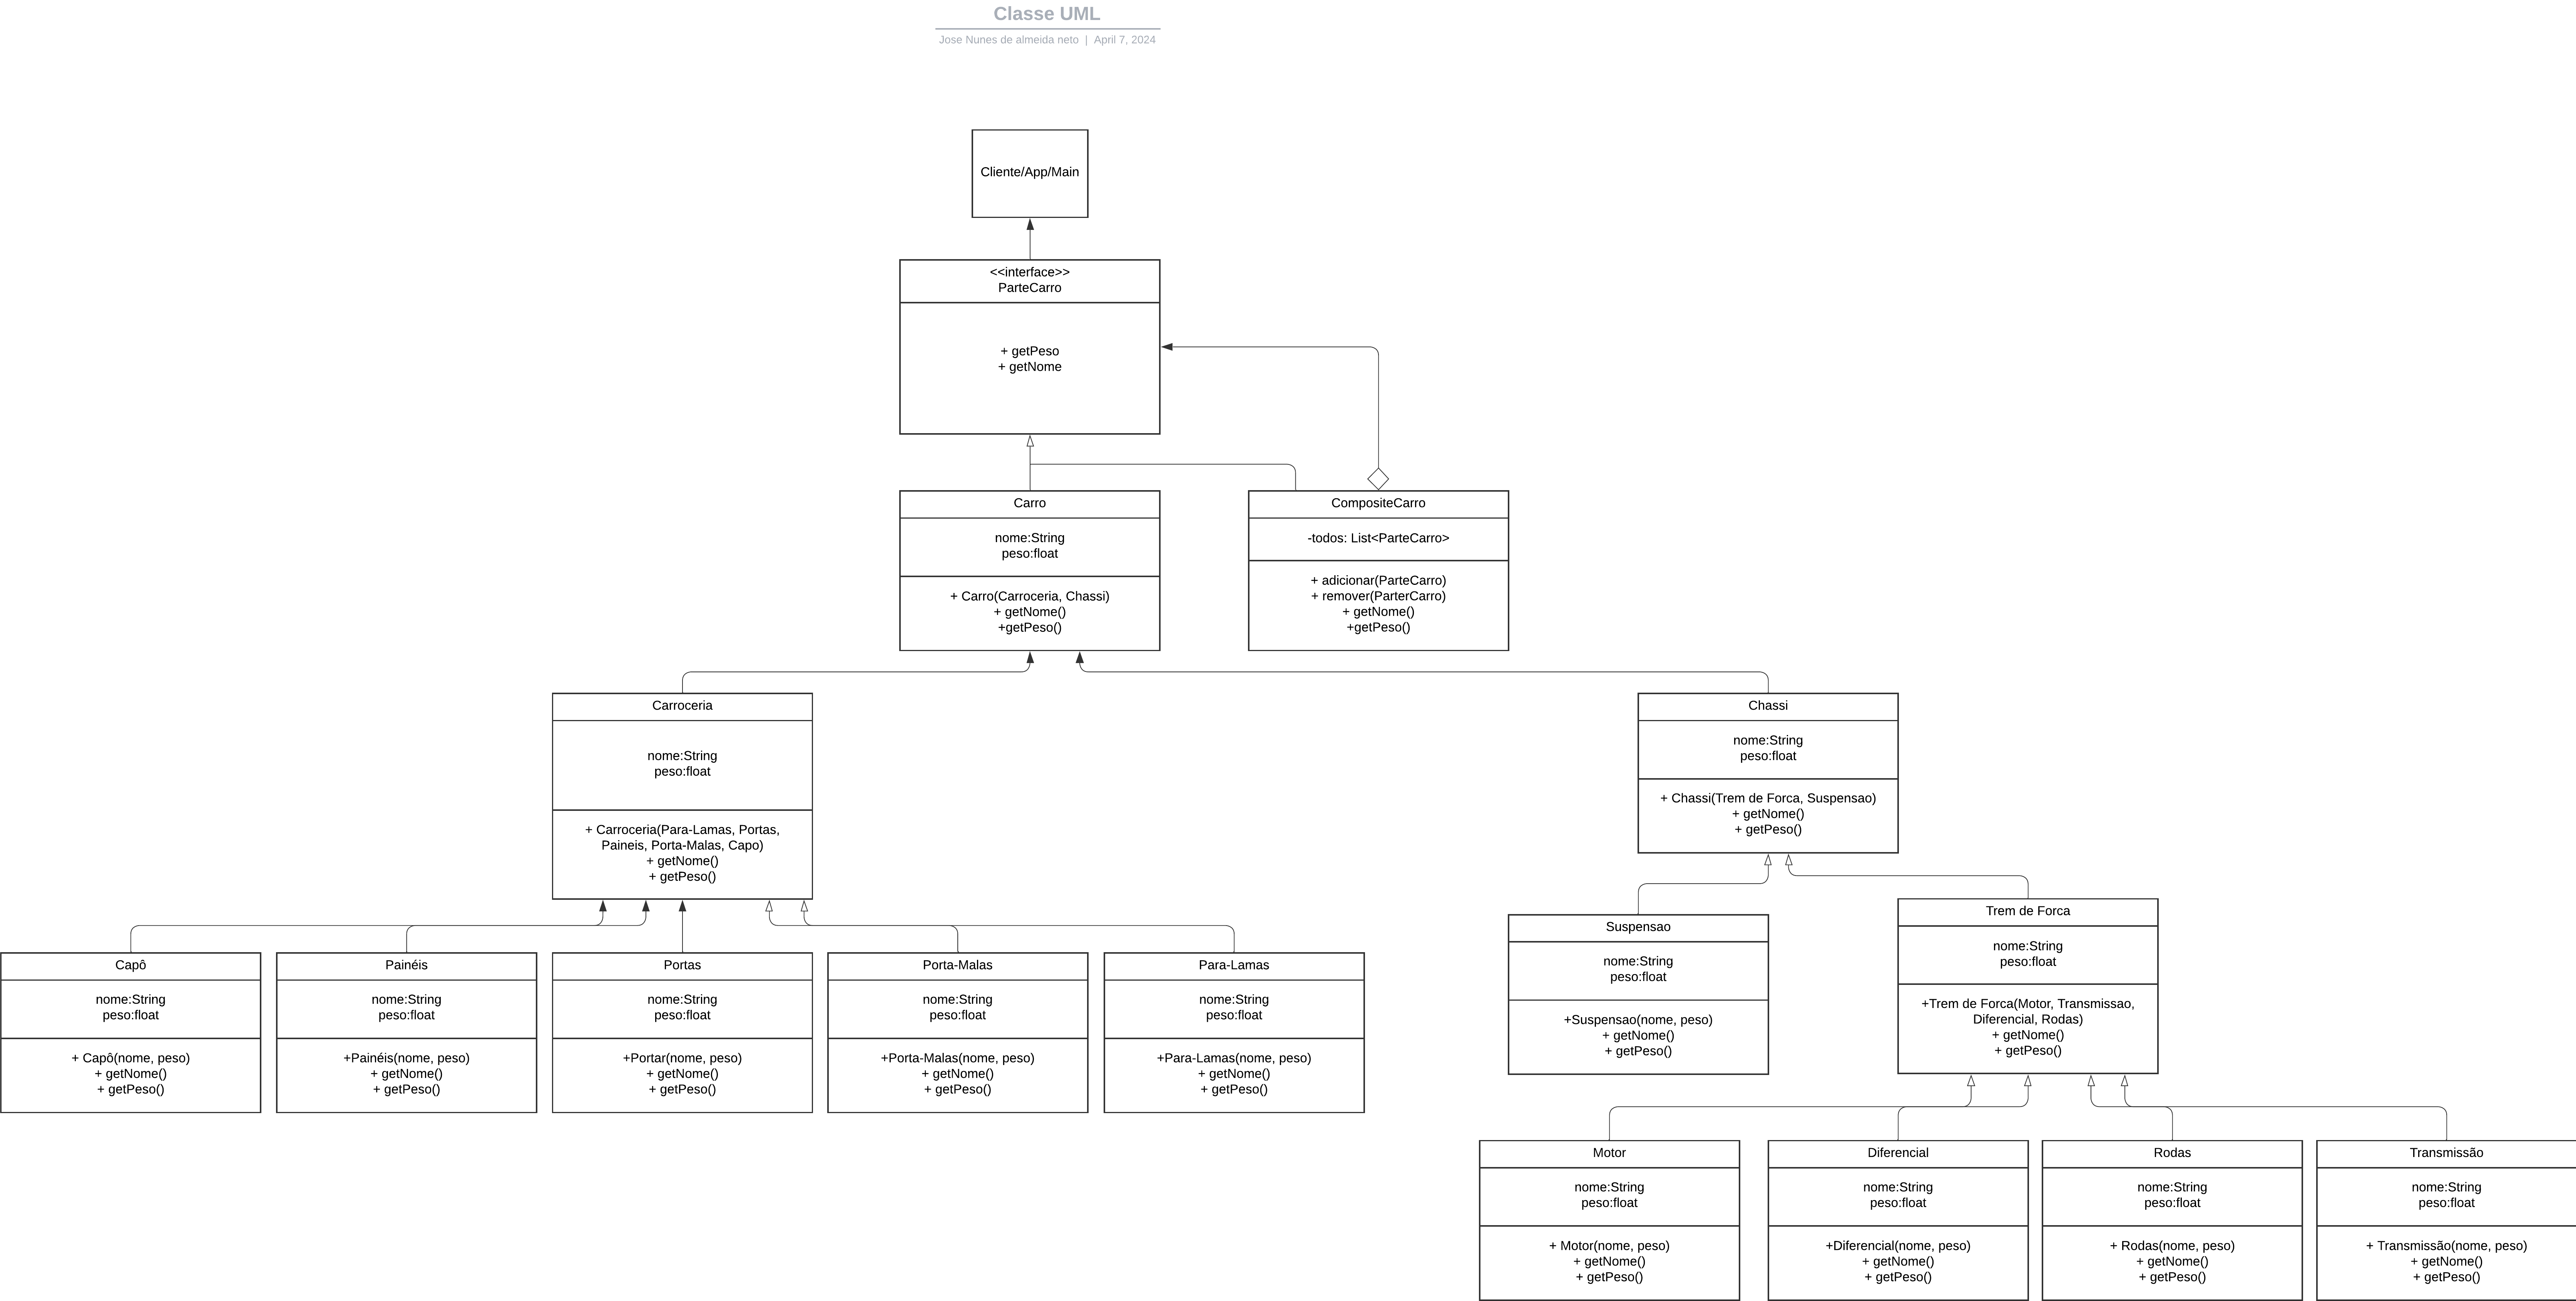 Classe UML
Jose Nunes de almeida neto | April 7, 2024
Cliente/App/Main
<<interface>>
ParteCarro
+ getPeso
+ getNome
Carro
nome:String
peso:float
+ Carro(Carroceria, Chassi)
+ getNome()
+getPeso()
CompositeCarro
-todos: List<ParteCarro>
+ adicionar(ParteCarro)
+ remover(ParterCarro)
+ getNome()
+getPeso()
Carroceria
nome:String
peso:float
+ Carroceria(Para-Lamas, Portas,
Paineis, Porta-Malas, Capo)
+ getNome()
+ getPeso()
Chassi
nome:String
peso:float
+ Chassi(Trem de Forca, Suspensao)
+ getNome()
+ getPeso()
Capô
nome:String
peso:float
+ Capô(nome, peso)
+ getNome()
+ getPeso()
Painéis
nome:String
peso:float
+Painéis(nome, peso)
+ getNome()
+ getPeso()
Portas
nome:String
peso:float
+Portar(nome, peso)
+ getNome()
+ getPeso()
Porta-Malas
nome:String
peso:float
+Porta-Malas(nome, peso)
+ getNome()
+ getPeso()
Para-Lamas
nome:String
peso:float
+Para-Lamas(nome, peso)
+ getNome()
+ getPeso()
Suspensao
nome:String
peso:float
+Suspensao(nome, peso)
+ getNome()
+ getPeso()
Trem de Forca
nome:String
peso:float
+Trem de Forca(Motor, Transmissao,
Diferencial, Rodas)
+ getNome()
+ getPeso()
Motor
nome:String
peso:float
+ Motor(nome, peso)
+ getNome()
+ getPeso()
Diferencial
nome:String
peso:float
+Diferencial(nome, peso)
+ getNome()
+ getPeso()
Rodas
nome:String
peso:float
+ Rodas(nome, peso)
+ getNome()
+ getPeso()
Transmissão
nome:String
peso:float
+ Transmissão(nome, peso)
+ getNome()
+ getPeso()